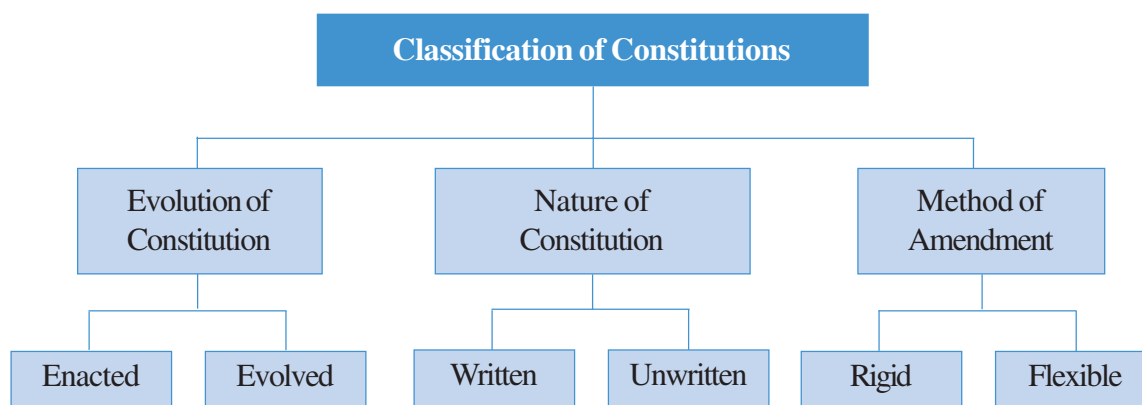 Classification of Constitutions
Evolution of
Constitution
Nature of
Constitution
Method of
Amendment
Enacted
Evolved
Written
Unwritten
Rigid
Flexible